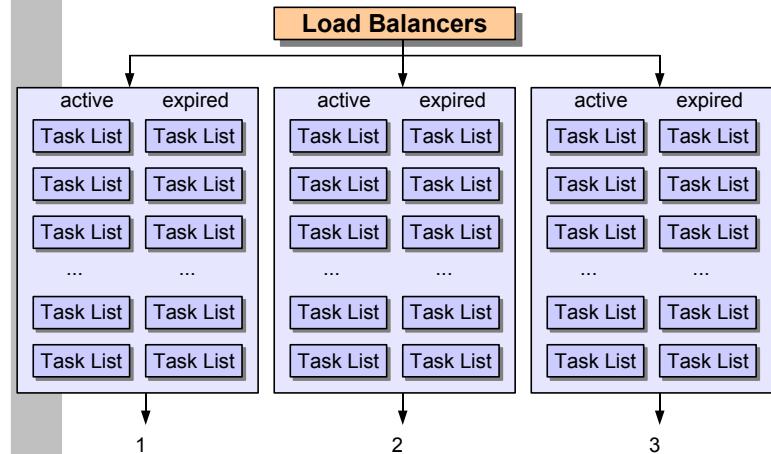 Load Balancers
active expired active expired active expired
Task List Task List Task List Task List Task List Task List
Task List Task List Task List Task List Task List Task List
Task List Task List Task List Task List Task List Task List
... ... ... ... ... ...
Task List Task List Task List Task List Task List Task List
Task List Task List Task List Task List Task List Task List
1 2 3